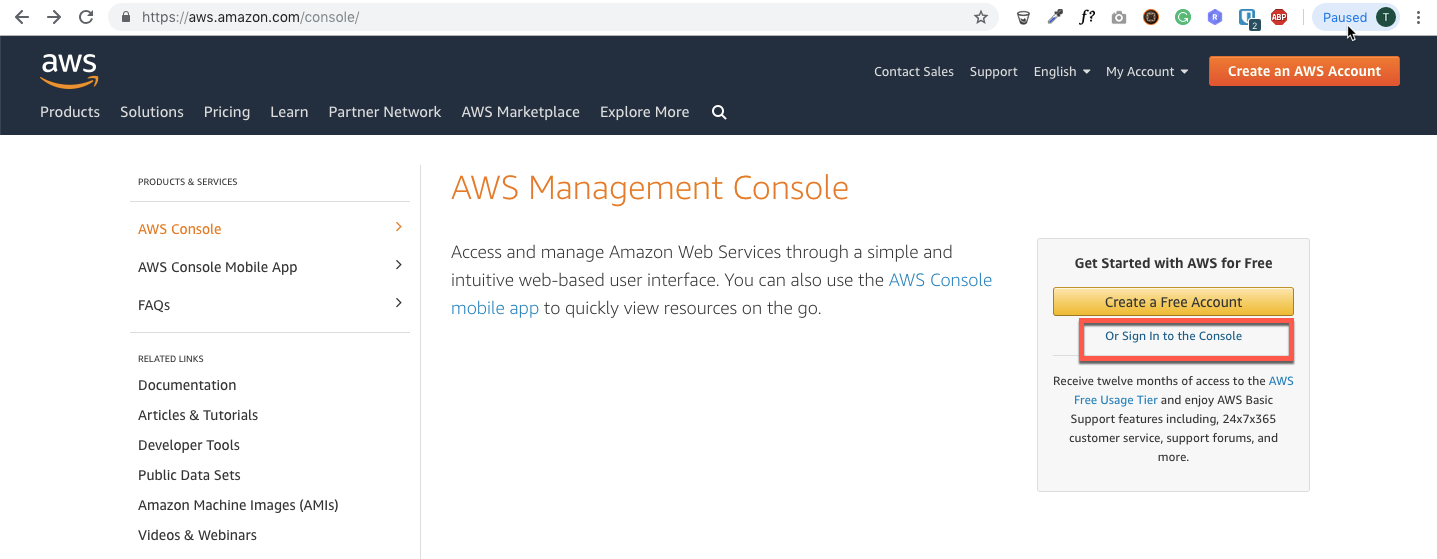 https://aws.amazon.com/console/
f?
2
ABP
Paused
T
aws
Contact Sales
Support
English
My Account
Create an AWS Account
Products
Solutions
Pricing
Learn
Partner Network
AWS Marketplace
Explore More
PRODUCTS & SERVICES
AWS Console
AWS Console Mobile App
FAQs
RELATED LINKS
Documentation
Articles & Tutorials
Developer Tools
Public Data Sets
Amazon Machine Images (AMIs)
Videos & Webinars
AWS Management Console
Access and manage Amazon Web Services through a simple and
intuitive web-based user interface. You can also use the AWS Console
mobile app to quickly view resources on the go.
Get Started with AWS for Free
Create a Free Account
Or Sign In to the Console
Receive twelve months of access to the AWS
Free Usage Tier and enjoy AWS Basic
Support features including, 24x7x365
customer service, support forums, and
more.